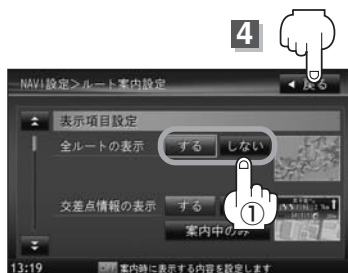 4
NAVI設定>ルート案内設定 ◀ 戻る
表示項目設定
全ルートの表示 する しない
交差点情報の表示 する
①
案内中のみ
13:19 案内時に表示する内容を設定します